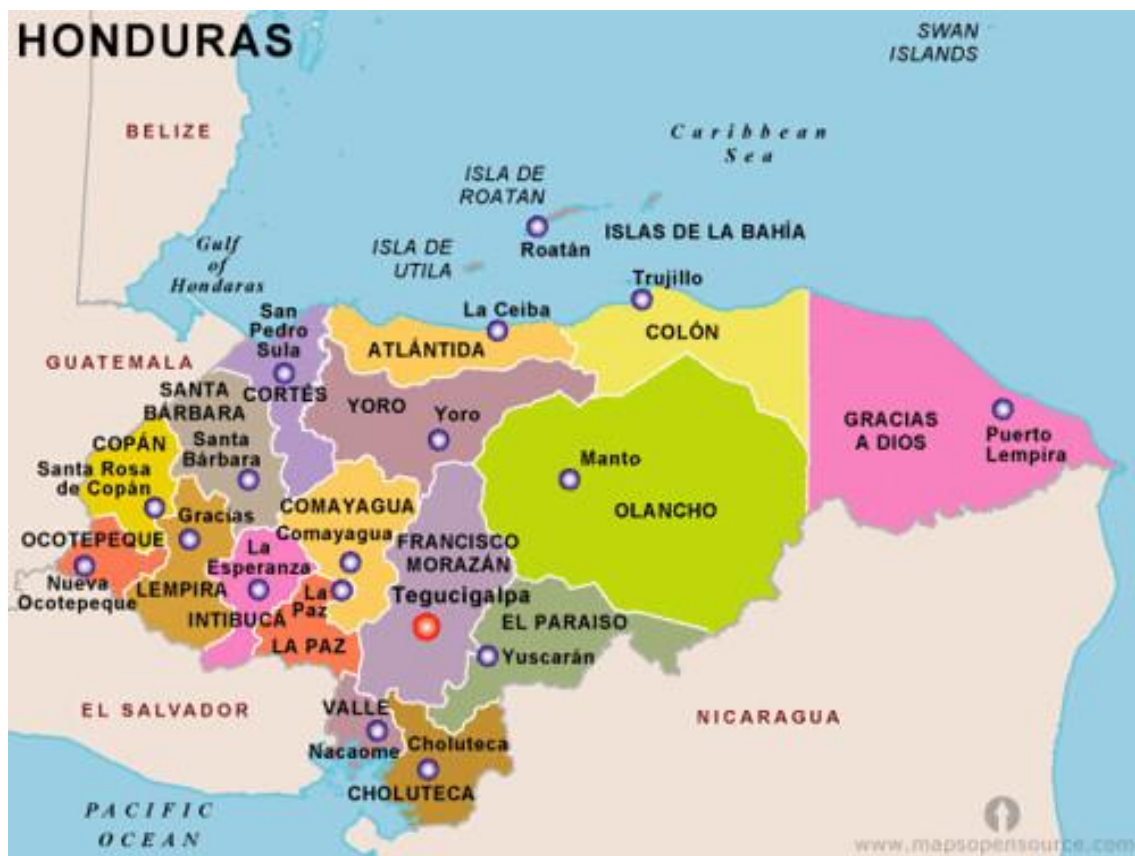 HONDURAS
SWAN
ISLANDS
BELIZE
Caribbean
Sea
ISLA DE
ROATAN
ISLAS DE LA BAHÍA
Roatán
Gulf
of
Hondaras
ISLA DE
UTILA
Trujillo
San
Pedro
Sula
La Ceiba
COLÓN
ATLÁNTIDA
GUATEMALA
SANTA
BÁRBARA
CORTÉS
YORO
Yoro
GRACIAS
A DIOS
Puerto
Lempira
COPÁN
Santa
Bárbara
Manto
Santa Rosa
de Copán
COMAYAGUA
Comayagua
OLANCHO
Gracias
OCOTEPEQUE
La
Esperanza
FRANCISCO
MORAZÁN
Nueva
Ocotepeque
LEMPIRA
La
Paz
Tegucigalpa
INTIBUCÁ
EL PARAISO
LA PAZ
Yuscarán
EL SALVADOR
VALLE
NICARAGUA
Nacaome
Choluteca
CHOLUTECA
PACIFIC
OCEAN
www.mapsopensource.com